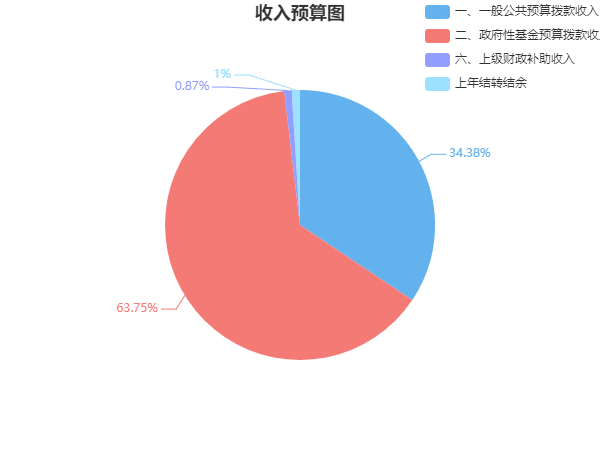 收入预算图
一、一般公共预算拨款收入
二、政府性基金预算拨款收
六、上级财政补助收入
上年结转结余
1%
0.87%
34.38%
63.75%